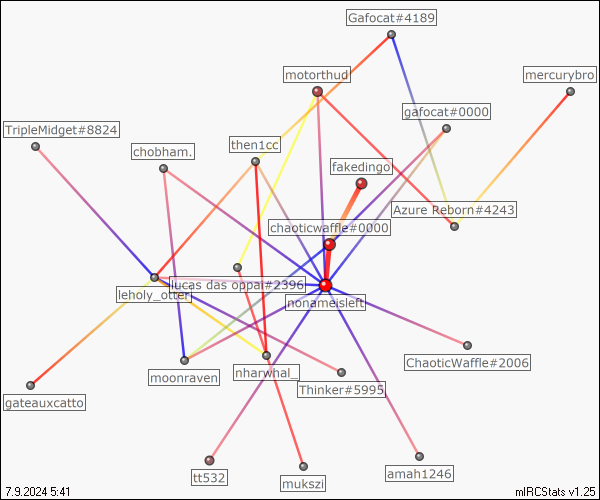 Gafocat#4189
motorthud
mercurybro
gafocat#0000
TripleMidget#8824
then1cc
chobham.
fakedingo
Azure Reborn#4243
chaoticwaffle#0000
lucas das oppai#2396
leholy_otter
nonameisleft
ChaoticWaffle#2006
nharwhal_
moonraven
Thinker#5995
gateauxcatto
tt532
mukszi
amah1246
7.9.2024 5:41
mIRCStats v1.25